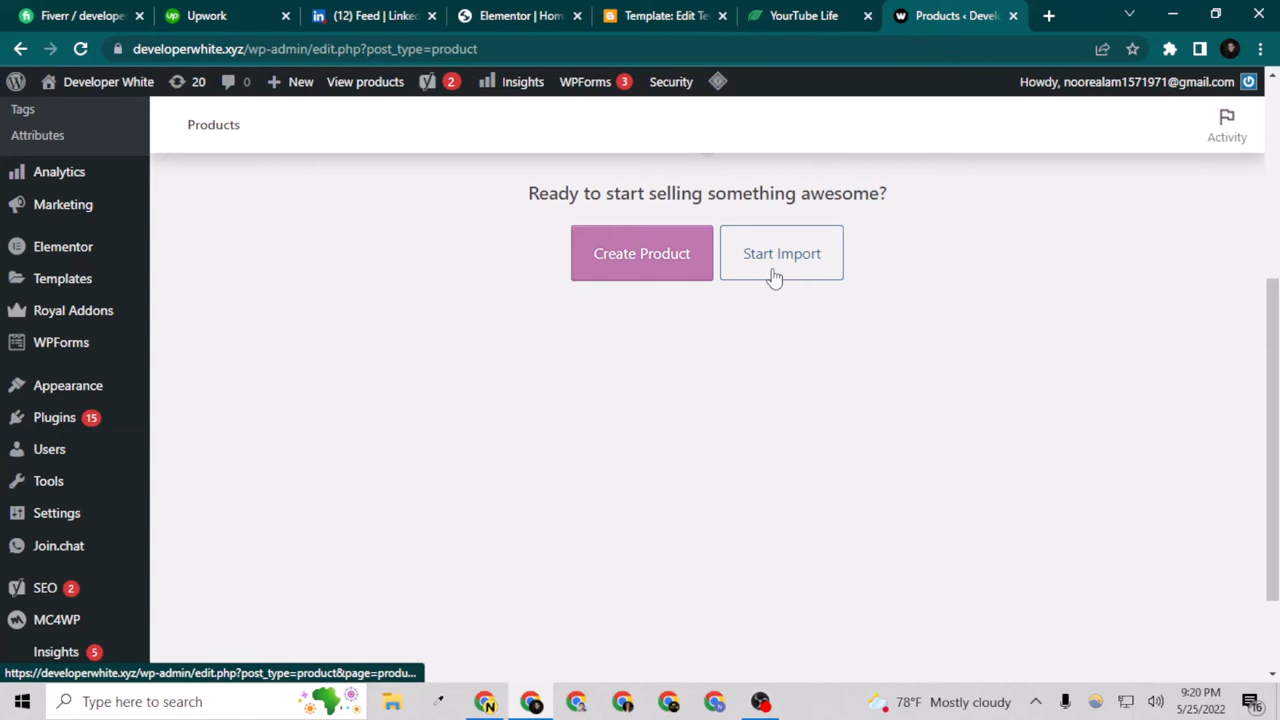 Fiverr / develope
Upwork
(12) Feed | Linke
Elementor | Hom
Template: Edit Te
YourTube Life
Products ‹ Devel
developerwhite.xyz/wp-admin/edit.php?post_type=product
Developer White
20
0
New
View products
2
Insights
WPForms
3
Security
Howdy, noorealam1571971@gmail.com
Tags
Attributes
Analytics
Marketing
Elementor
Templates
Royal Addons
WPForms
Appearance
Plugins 15
Users
Tools
Settings
Join.chat
SEO 2
MC4WP
Insights 5
Products
Activity
Ready to start selling something awesome?
Create Product
Start Import
https://developerwhite.xyz/wp-admin/edit.php?post_type=product&page=produ...
Type here to search
78°F Mostly cloudy
9:20 PM
5/25/2022
16